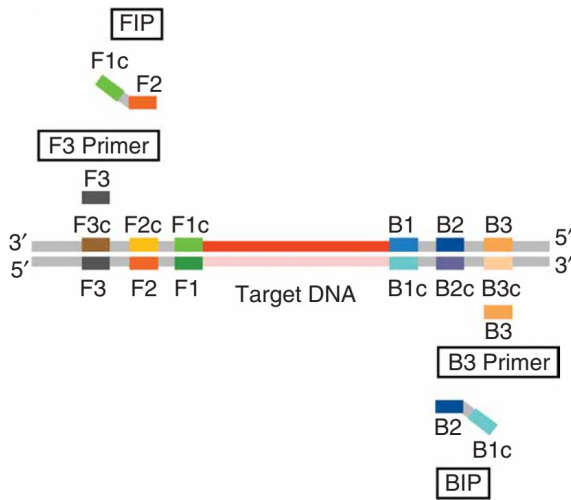 FIP
F1c F2
F3 Primer
F3
F3c F2c F1c B1 B2 B3
3′ 5′
5′ 3′
F3 F2 F1 Target DNA B1c B2c B3c
B3
B3 Primer
B2
B1c
BIP